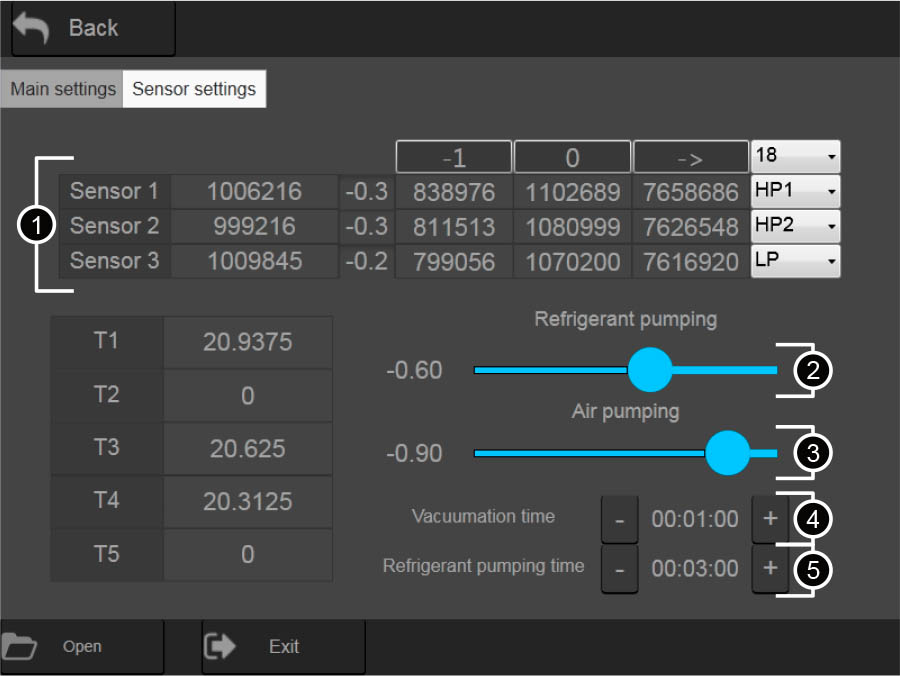 Back
Main settings Sensor settings
-1 0 -> 18
Sensor 1 1006216 -0.3 838976 1102689 7658686 HP1
1 Sensor 2 999216 -0.3 811513 1080999 7626548 HP2
Sensor 3 1009845 -0.2 799056 1070200 7616920 LP
Refrigerant pumping
T1 20.9375
-0.60 2
T2 0
Air pumping
T3 20.625
-0.90 3
T4 20.3125
Vacuumation time - 00:01:00 + 4
T5 0
Refrigerant pumping time - 00:03:00 + 5
Open Exit